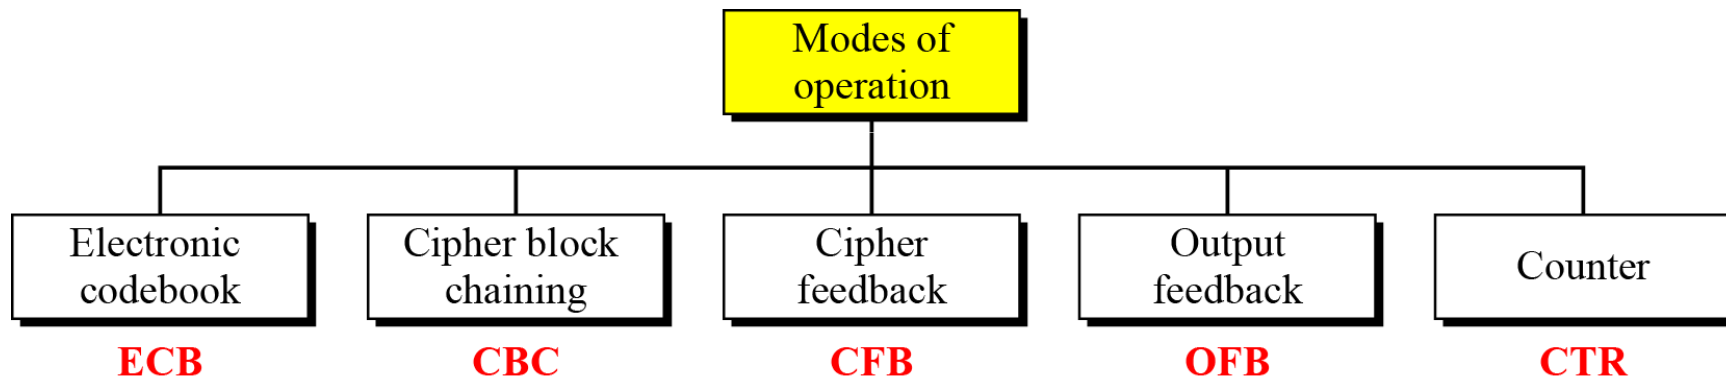 Modes of
operation
Electronic
codebook
Cipher block
chaining
Cipher
feedback
Output
feedback
Counter
ECB
CBC
CFB
OFB
CTR